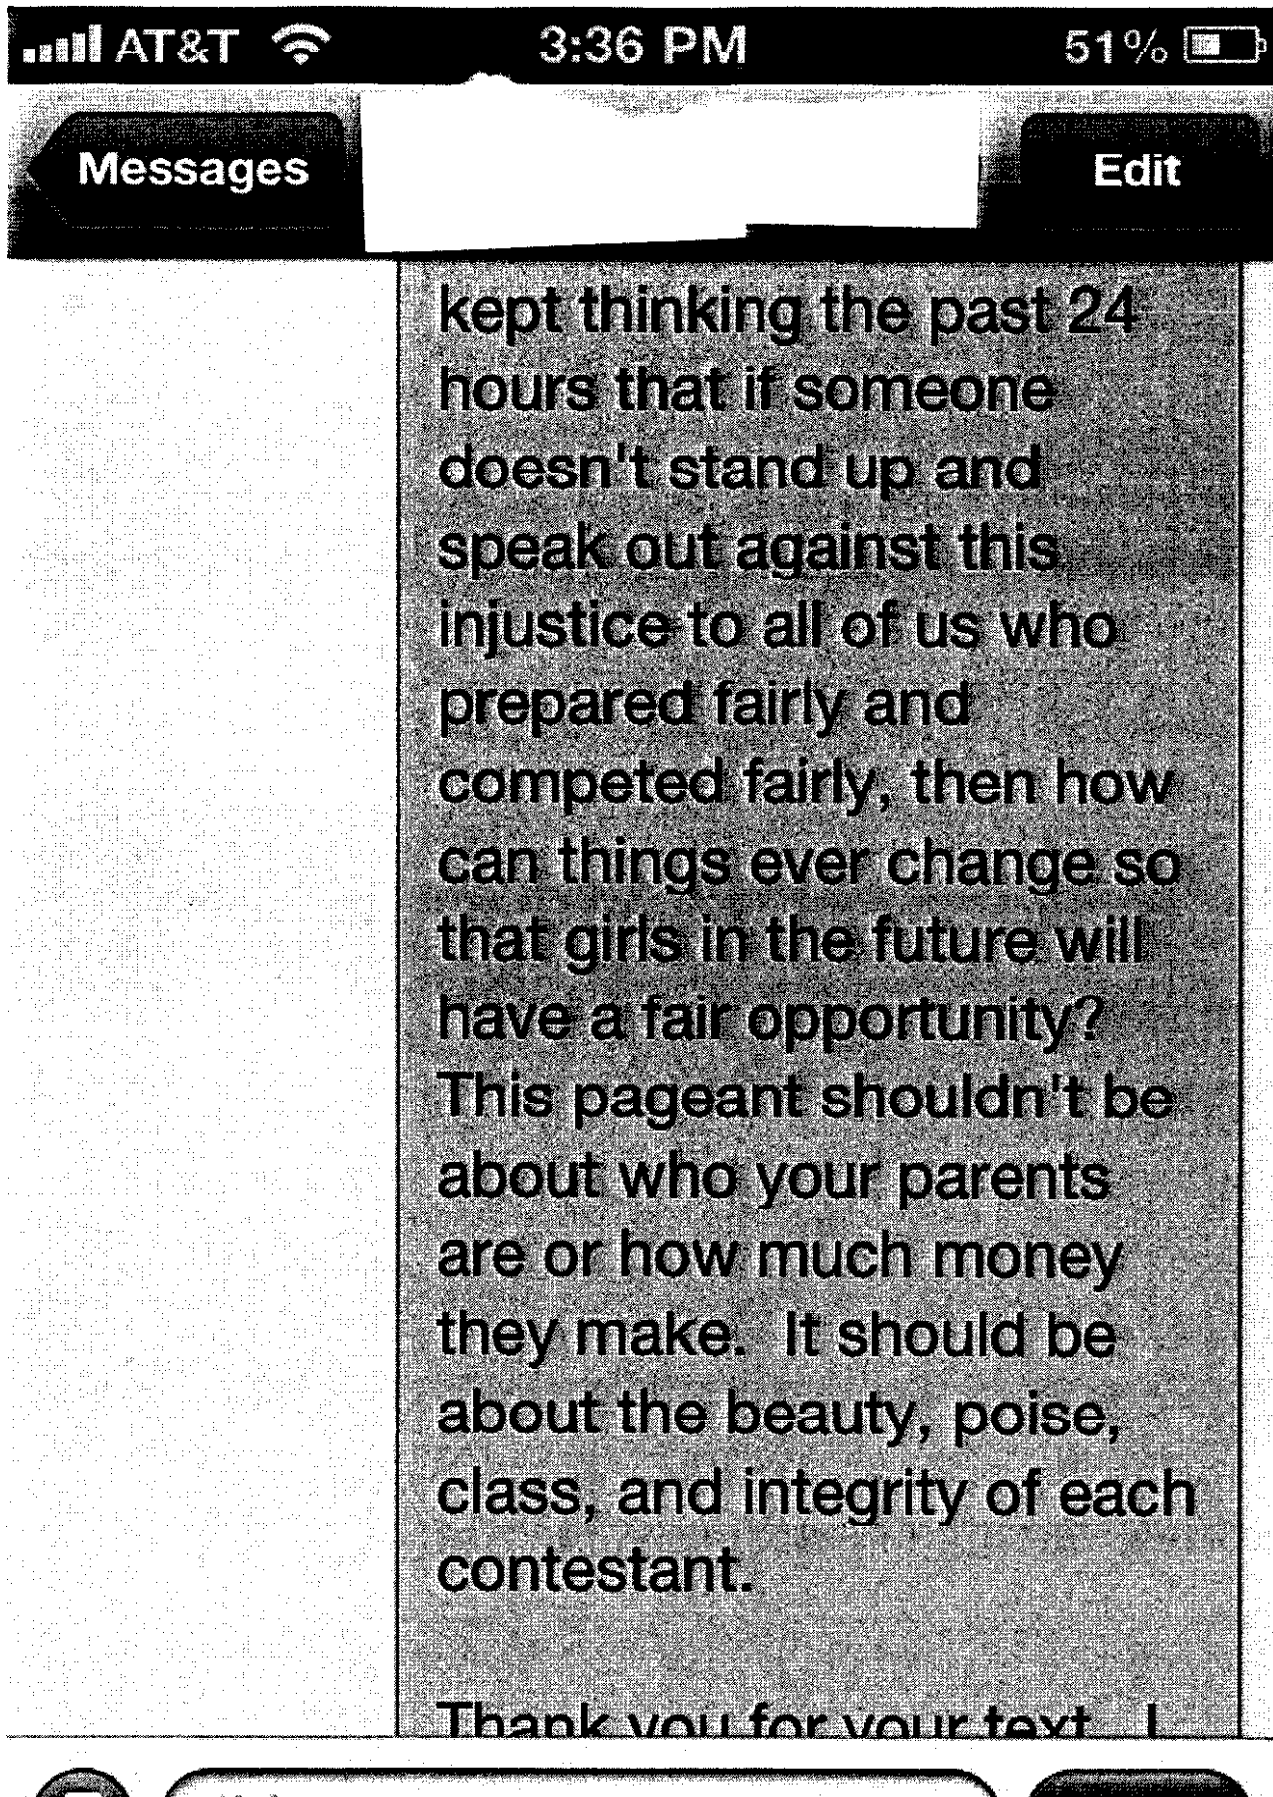 AT&T 3:36 PM 51%
Messages Edit
kept thinking the past 24
hours that if someone
doesn't stand up and
speak out against this
injustice to all of us who
prepared fairly and
competed fairly, then how
can things ever change so
that girls in the future will
have a fair opportunity?
This pageant shouldn't be
about who your parents
are or how much money
they make.  It should be
about the beauty, poise,
class, and integrity of each
contestant.
Thank you for your text.  I